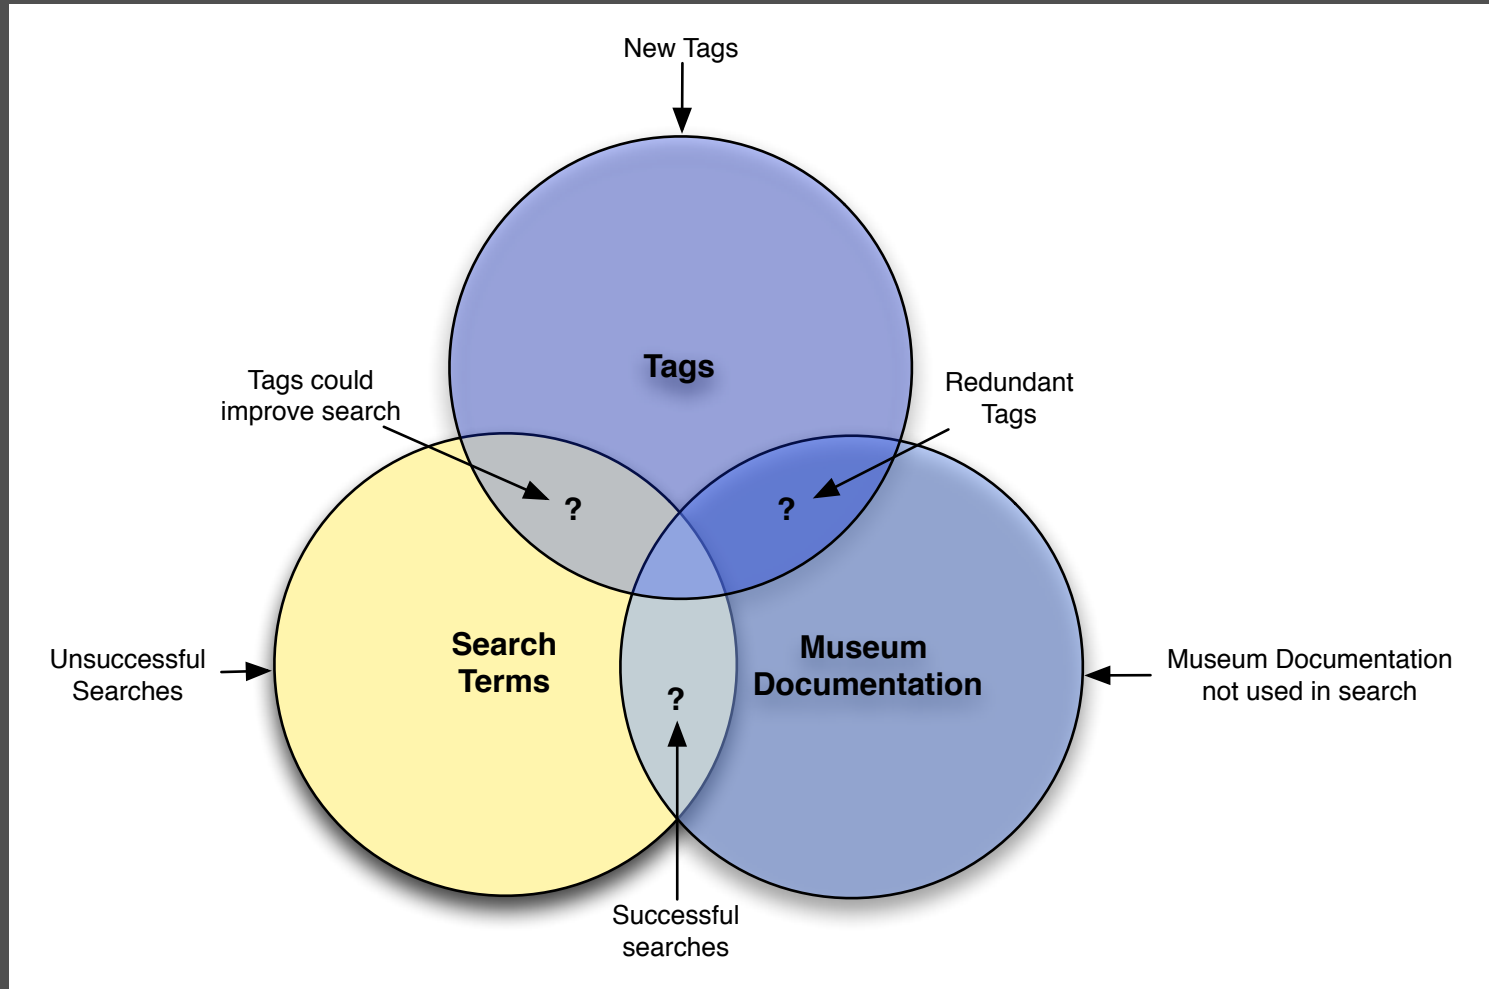 New Tags
Tags
Tags could
improve search
Redundant
Tags
?
?
Search
Terms
Museum
Documentation
Unsuccessful
Searches
Museum Documentation
not used in search
?
Successful
searches